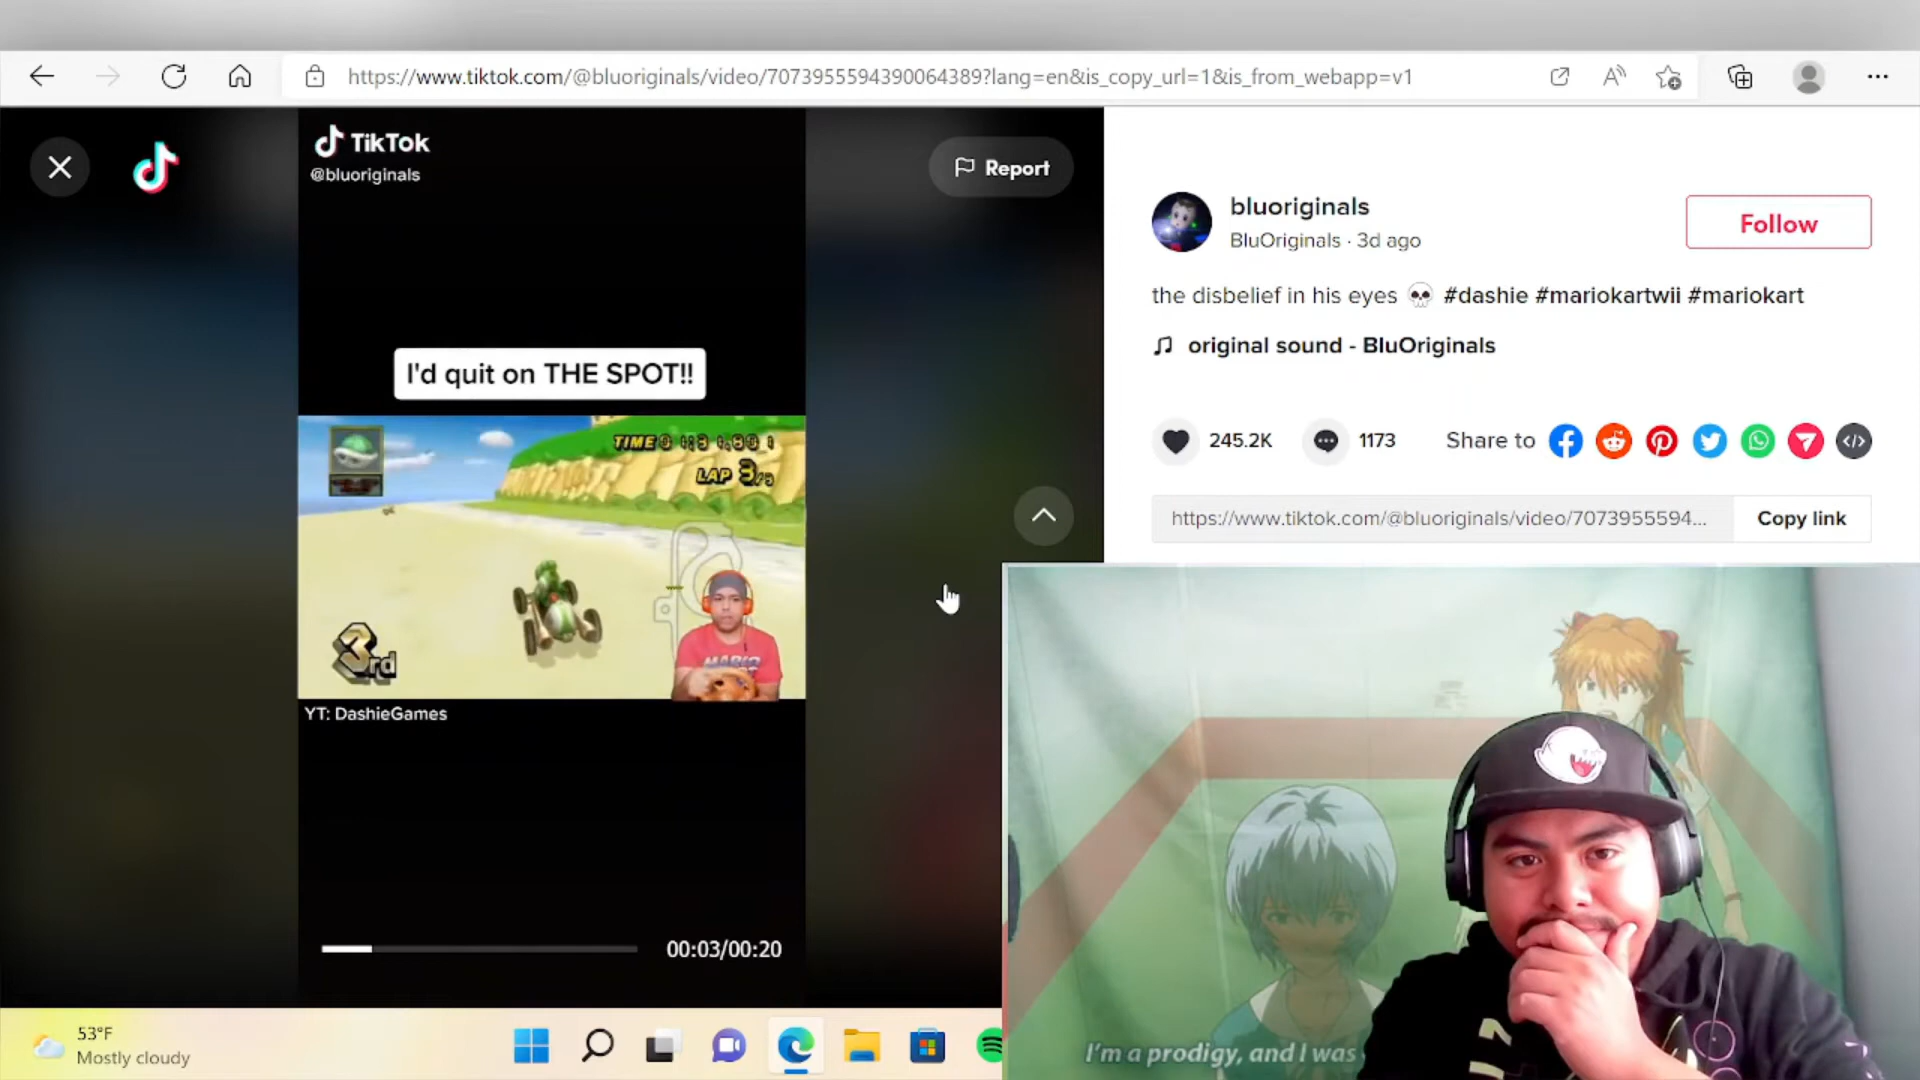 https://www.tiktok.com/@bluoriginals/video/7073955594390064389?lang=en&is_copy_url=1&is_from_webapp=v1
TikTok
@bluoriginals
Report
I'd quit on THE SPOT!!
LAP 3/3
3rd
MARIO
YT: DashieGames
00:03/00:20
bluoriginals
BluOriginals · 3d ago
Follow
the disbelief in his eyes 💀 #dashie #mariokartwii #mariokart
original sound - BluOriginals
245.2K
1173
Share to
https://www.tiktok.com/@bluoriginals/video/7073955594...
Copy link
I'm a prodigy, and I was
53°F
Mostly cloudy